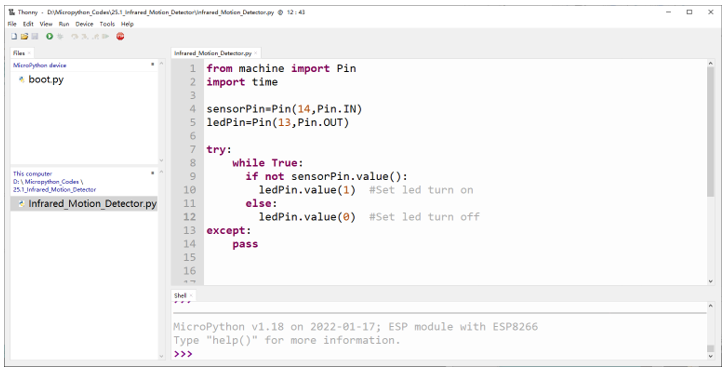 Thonny - D:\Micropython_Codes\25.1_Infrared_Motion_Detector\Infrared_Motion_Detector.py @ 12 : 43
File Edit View Run Device Tools Help
Files
MicroPython device
boot.py
This computer
D: \ Micropython_Codes \
25.1_Infrared_Motion_Detector
Infrared_Motion_Detector.py
Infrared_Motion_Detector.py
1 from machine import Pin
2 import time
3
4 sensorPin=Pin(14,Pin.IN)
5 ledPin=Pin(13,Pin.OUT)
6
7 try:
8 while True:
9 if not sensorPin.value():
10 ledPin.value(1) #Set led turn on
11 else:
12 ledPin.value(0) #Set led turn off
13 except:
14 pass
15
16
Shell
>>>
MicroPython v1.18 on 2022-01-17; ESP module with ESP8266
Type "help()" for more information.
>>>